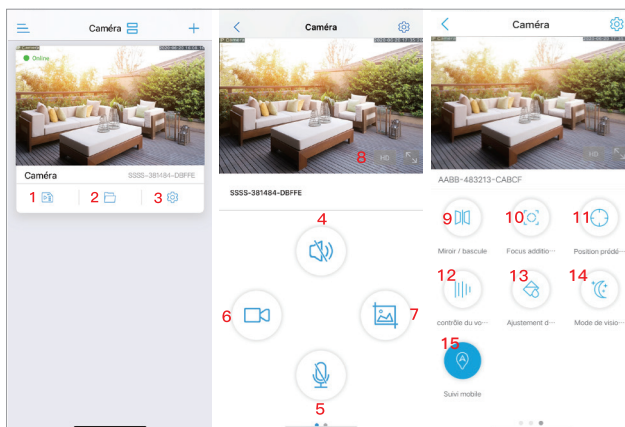 Caméra
Online
Caméra SSSS-381484-DBFFE
1 2 3
Caméra
8 HD
SSSS-381484-DBFFE
4
6 7
5
Caméra
HD
AABB-483213-CABCF
9 10 11
Miroir / bascule Focus additio··· Position prédé···
12 13 14
contrôle du vo··· Ajustement d··· Mode de visio···
15
Suivi mobile